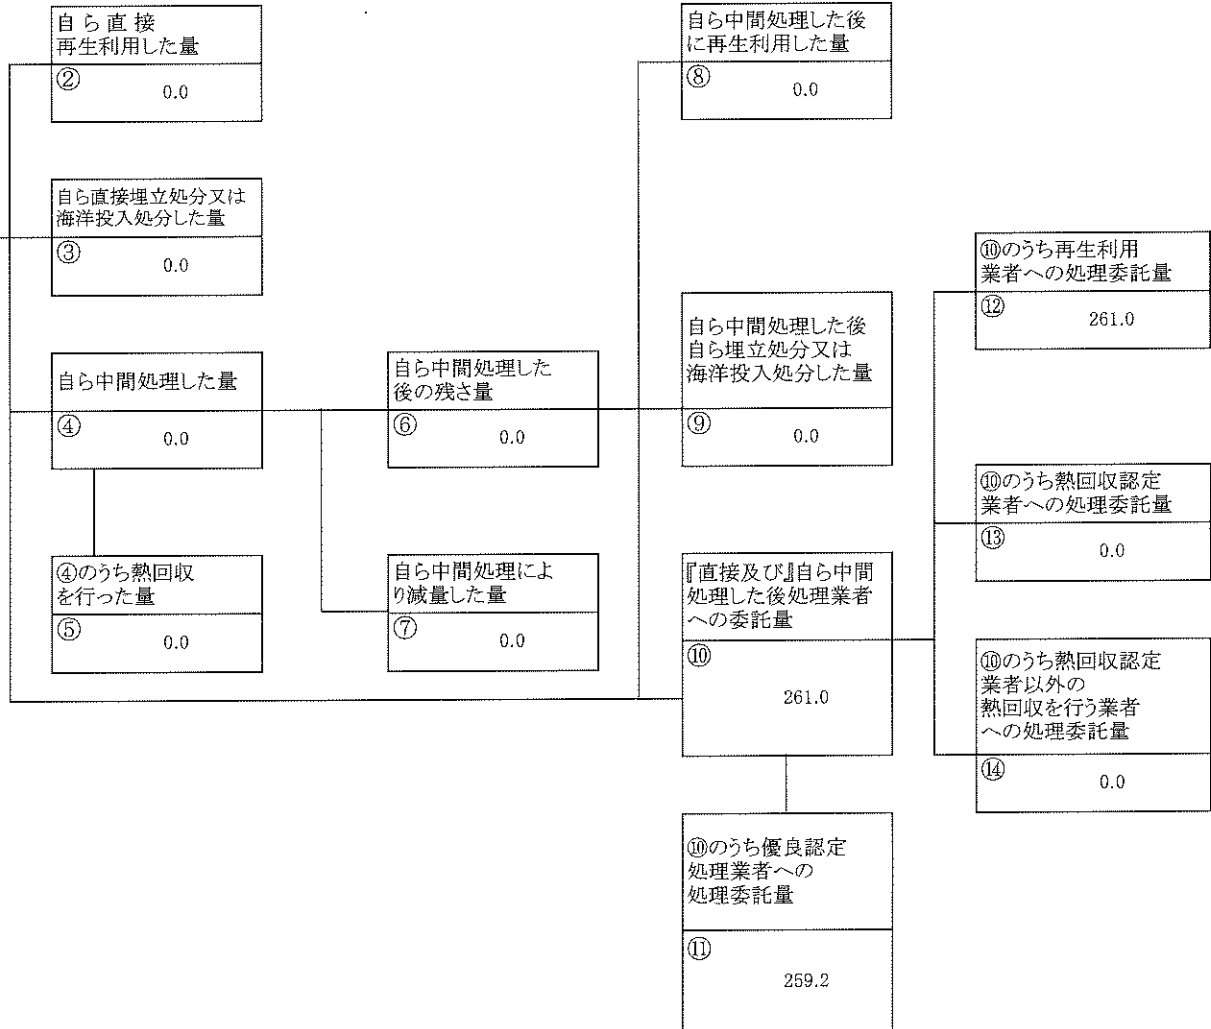 自ら直接
再生利用した量
②
0.0
自ら直接埋立処分又は
海洋投入処分した量
③
0.0
自ら中間処理した量
④
0.0
④のうち熱回収
を行った量
⑤
0.0
自ら中間処理した
後の残さ量
⑥
0.0
自ら中間処理によ
り減量した量
⑦
0.0
自ら中間処理した後
に再生利用した量
⑧
0.0
自ら中間処理した後
自ら埋立処分又は
海洋投入処分した量
⑨
0.0
『直接及び』自ら中間
処理した後処理業者
への委託量
⑩
261.0
⑩のうち優良認定
処理業者への
処理委託量
⑪
259.2
⑩のうち再生利用
業者への処理委託量
⑫
261.0
⑩のうち熱回収認定
業者への処理委託量
⑬
0.0
⑩のうち熱回収認定
業者以外の
熱回収を行う業者
への処理委託量
⑭
0.0